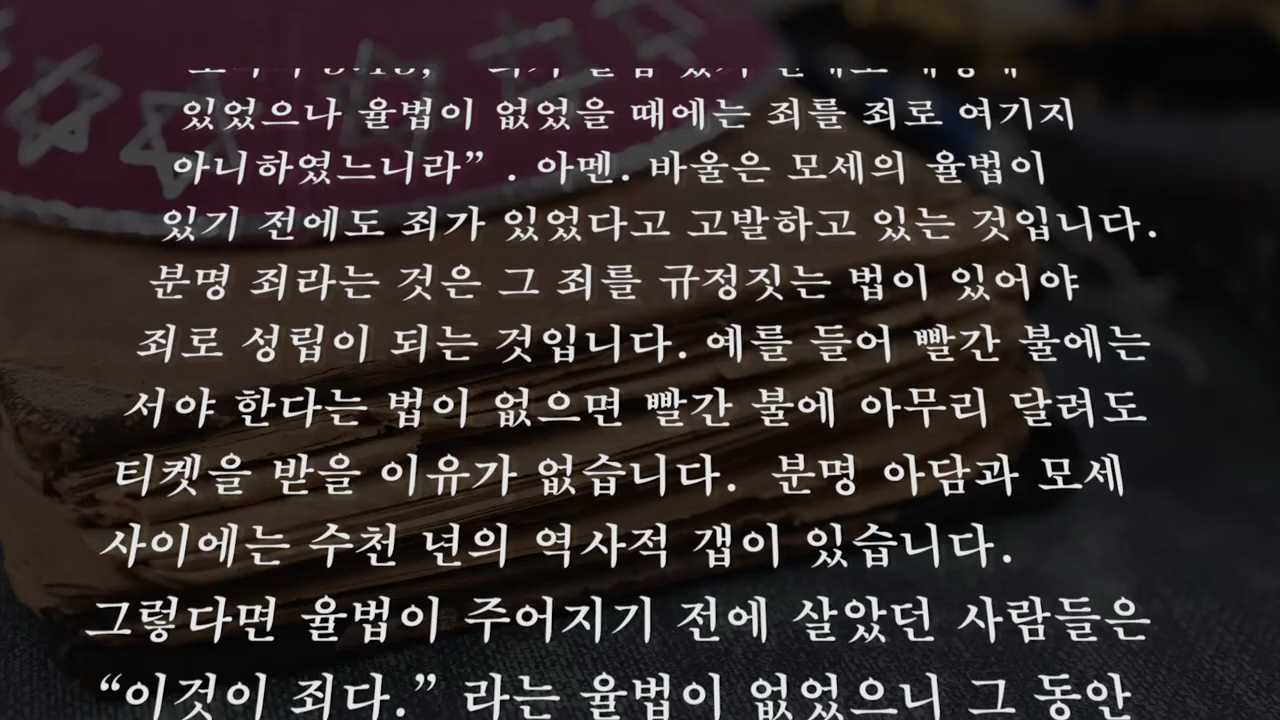 있었으나 율법이 없었을 때에는 죄를 죄로 여기지
아니하였느니라” . 아멘. 바울은 모세의 율법이
있기 전에도 죄가 있었다고 고발하고 있는 것입니다.
분명 죄라는 것은 그 죄를 규정짓는 법이 있어야
죄로 성립이 되는 것입니다. 예를 들어 빨간 불에는
서야 한다는 법이 없으면 빨간 불에 아무리 달려도
티켓을 받을 이유가 없습니다. 분명 아담과 모세
사이에는 수천 년의 역사적 갭이 있습니다.
그렇다면 율법이 주어지기 전에 살았던 사람들은
“이것이 죄다.” 라는 율법이 없었으니 그 동안